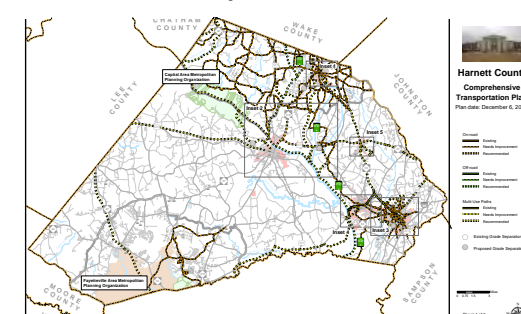 CHATHAM
COUNTY
WAKE
COUNTY
LEE
COUNTY
JOHNSTON
COUNTY
MOORE
COUNTY
SAMPSON
COUNTY
Capital Area Metropolitan
Planning Organization
Fayetteville Area Metropolitan
Planning Organization
Inset 1
Inset 2
Inset 5
Inset 4
Inset 3
Harnett Count
Comprehensive
Transportation Pla
Plan date: December 6, 20
On-road
Existing
Needs Improvement
Recommended
Off-road
Existing
Needs Improvement
Recommended
Multi-Use Paths
Existing
Needs Improvement
Recommended
Existing Grade Separation
Proposed Grade Separat